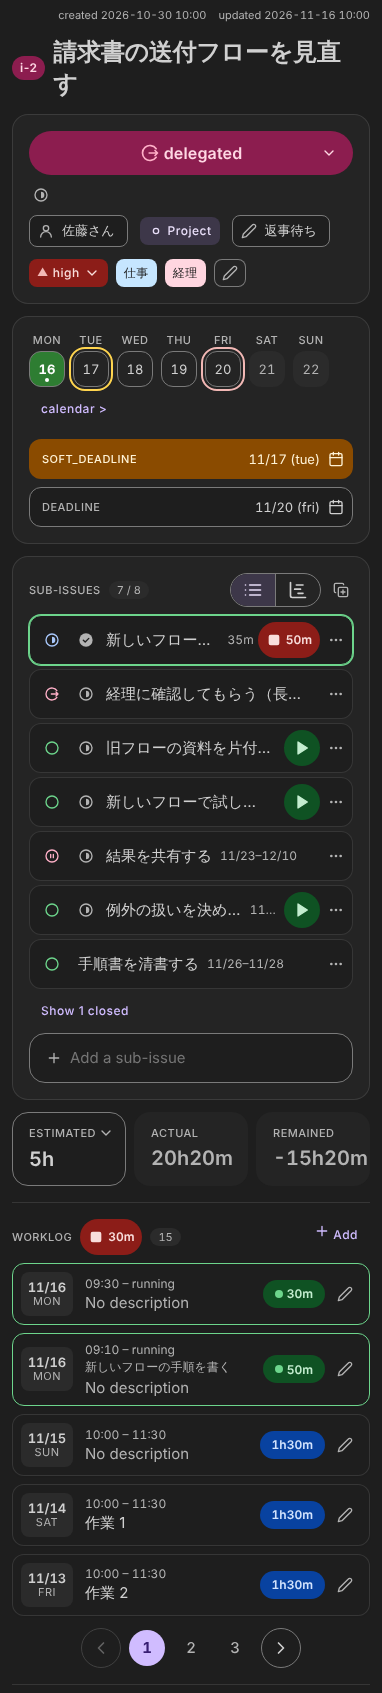 created 2026-10-30 10:00 updated 2026-11-16 10:00
i-2 請求書の送付フローを見直
す
delegated
佐藤さん Project 返事待ち
high 仕事 経理
MON TUE WED THU FRI SAT SUN
16 17 18 19 20 21 22
calendar >
SOFT_DEADLINE 11/17 (tue)
DEADLINE 11/20 (fri)
SUB-ISSUES 7 / 8
新しいフロー… 35m 50m
経理に確認してもらう（長…
旧フローの資料を片付…
新しいフローで試し…
結果を共有する 11/23–12/10
例外の扱いを決め… 11…
手順書を清書する 11/26–11/28
Show 1 closed
Add a sub-issue
ESTIMATED ACTUAL REMAINED
5h 20h20m -15h20m
WORKLOG 30m 15 + Add
11/16 MON 09:30 – running
No description 30m
11/16 MON 09:10 – running
新しいフローの手順を書く
No description 50m
11/15 SUN 10:00 – 11:30
No description 1h30m
11/14 SAT 10:00 – 11:30
作業 1 1h30m
11/13 FRI 10:00 – 11:30
作業 2 1h30m
1 2 3